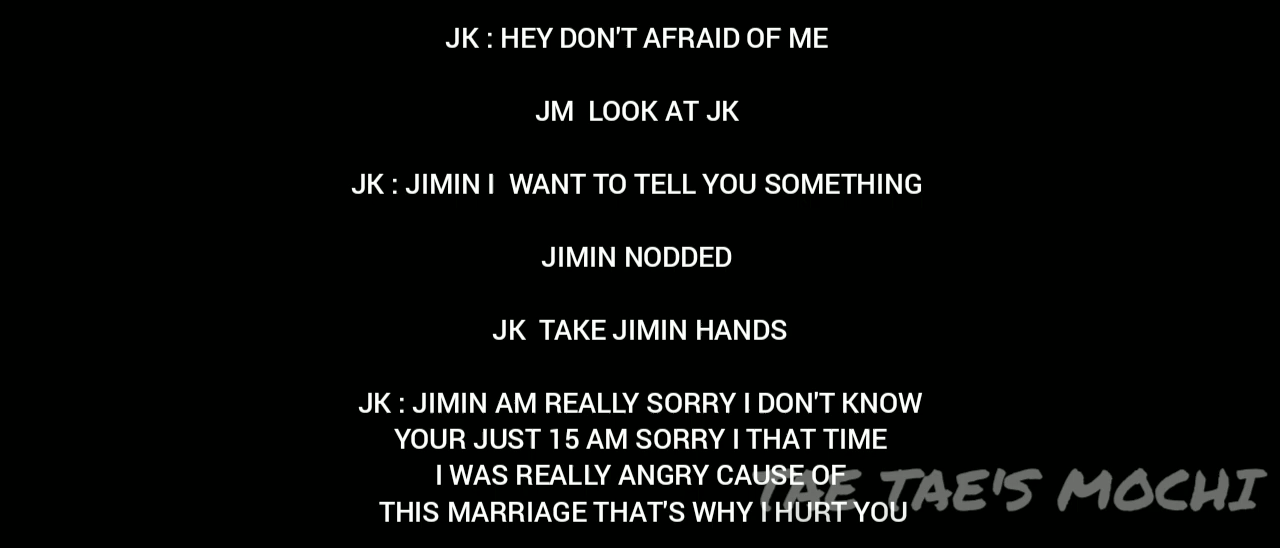 JK : HEY DON'T AFRAID OF ME
JM LOOK AT JK
JK : JIMIN I WANT TO TELL YOU SOMETHING
JIMIN NODDED
JK TAKE JIMIN HANDS
JK : JIMIN AM REALLY SORRY I DON'T KNOW
YOUR JUST 15 AM SORRY I THAT TIME
I WAS REALLY ANGRY CAUSE OF
THIS MARRIAGE THAT'S WHY I HURT YOU
TAE TAE'S MOCHI